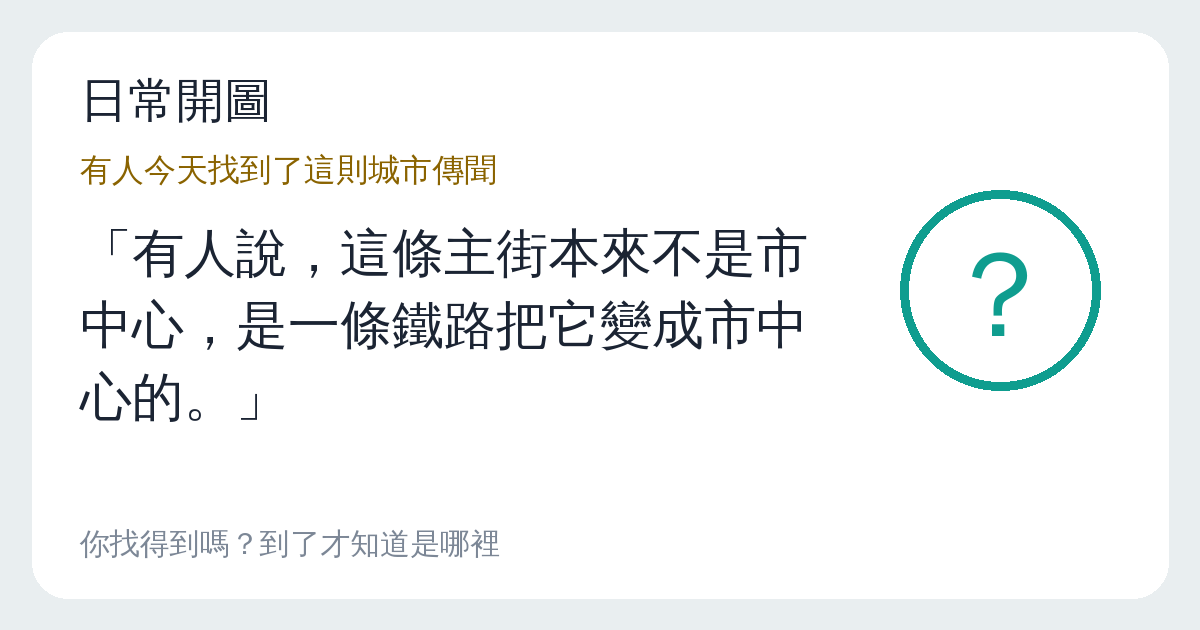 日常開圖
有人今天找到了這則城市傳聞
「有人說，這條主街本來不是市
中心，是一條鐵路把它變成市中
心的。」
?
你找得到嗎？到了才知道是哪裡